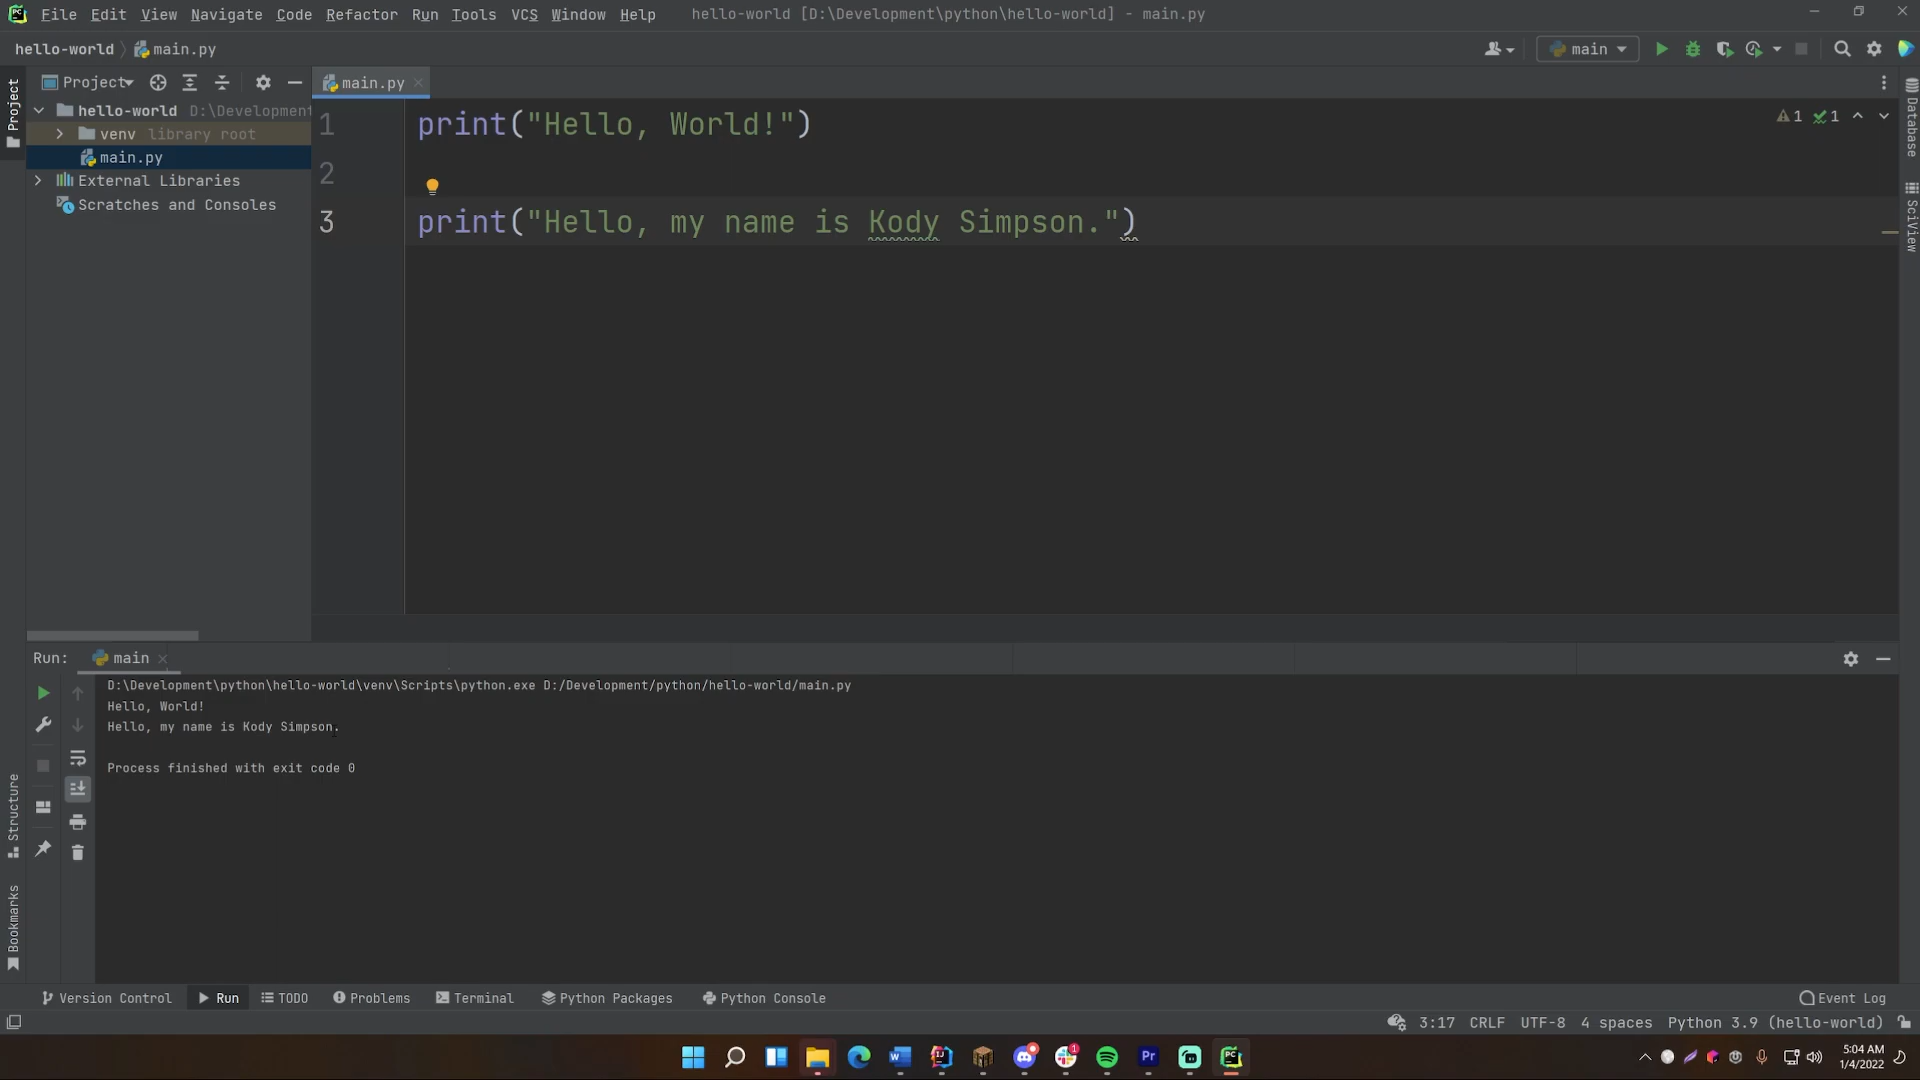 File Edit View Navigate Code Refactor Run Tools VCS Window Help hello-world [D:\Development\python\hello-world] - main.py
hello-world main.py
main
Project
main.py
Project
hello-world D:\Development
venv library root
main.py
External Libraries
Scratches and Consoles
1 print("Hello, World!")
2
3 print("Hello, my name is Kody Simpson.")
1 1
Database
SciView
Run: main
D:\Development\python\hello-world\venv\Scripts\python.exe D:/Development/python/hello-world/main.py
Hello, World!
Hello, my name is Kody Simpson.
Process finished with exit code 0
Structure
Bookmarks
Version Control Run TODO Problems Terminal Python Packages Python Console Event Log
3:17 CRLF UTF-8 4 spaces Python 3.9 (hello-world)
5:04 AM
1/4/2022